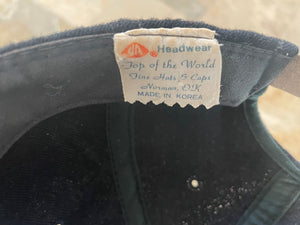 Headwear
Top of the World
Fine Hats & Caps
Norman, OK
MADE IN KOREA